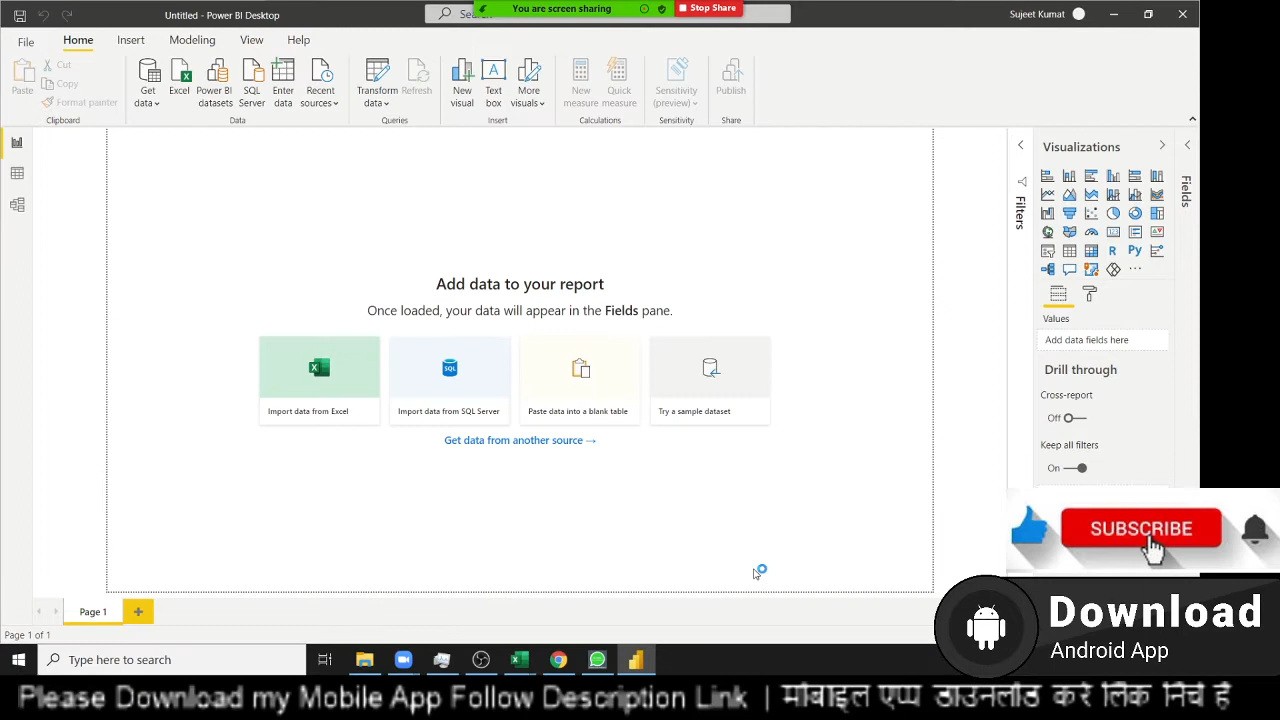 Untitled - Power BI Desktop
Search
You are screen sharing
Stop Share
Sujeet Kumat
File
Home
Insert
Modeling
View
Help
Paste
Cut
Copy
Format painter
Clipboard
Get data
Excel
Power BI datasets
SQL Server
Enter data
Recent sources
Data
Transform data
Refresh
Queries
New visual
Text box
More visuals
Insert
New measure
Quick measure
Calculations
Sensitivity (preview)
Sensitivity
Publish
Share
Filters
Visualizations
Fields
R
Py
Values
Add data fields here
Drill through
Cross-report
Off
Keep all filters
On
Add data to your report
Once loaded, your data will appear in the Fields pane.
SQL
Import data from Excel
Import data from SQL Server
Paste data into a blank table
Try a sample dataset
Get data from another source →
SUBSCRIBE
Download
Android App
Page 1
Page 1 of 1
Type here to search
Please Download my Mobile App Follow Description Link | मोबाइल एप्प डाउनलोड करे लिंक निचे है